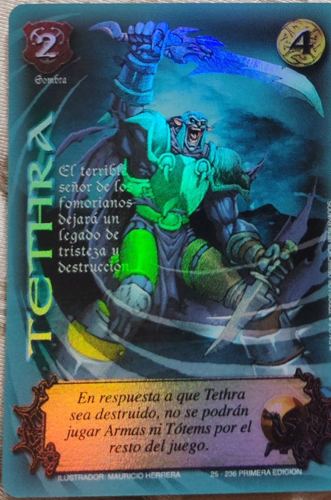 2
4
Sombra
TETHRA
El terrible
señor de los
fomorianos
dejará un
legado de
tristeza y
destrucción
En respuesta a que Tethra
sea destruido, no se podrán
jugar Armas ni Tótems por el
resto del juego.
ILUSTRADOR: MAURICIO HERRERA
25 - 236 PRIMERA EDICION